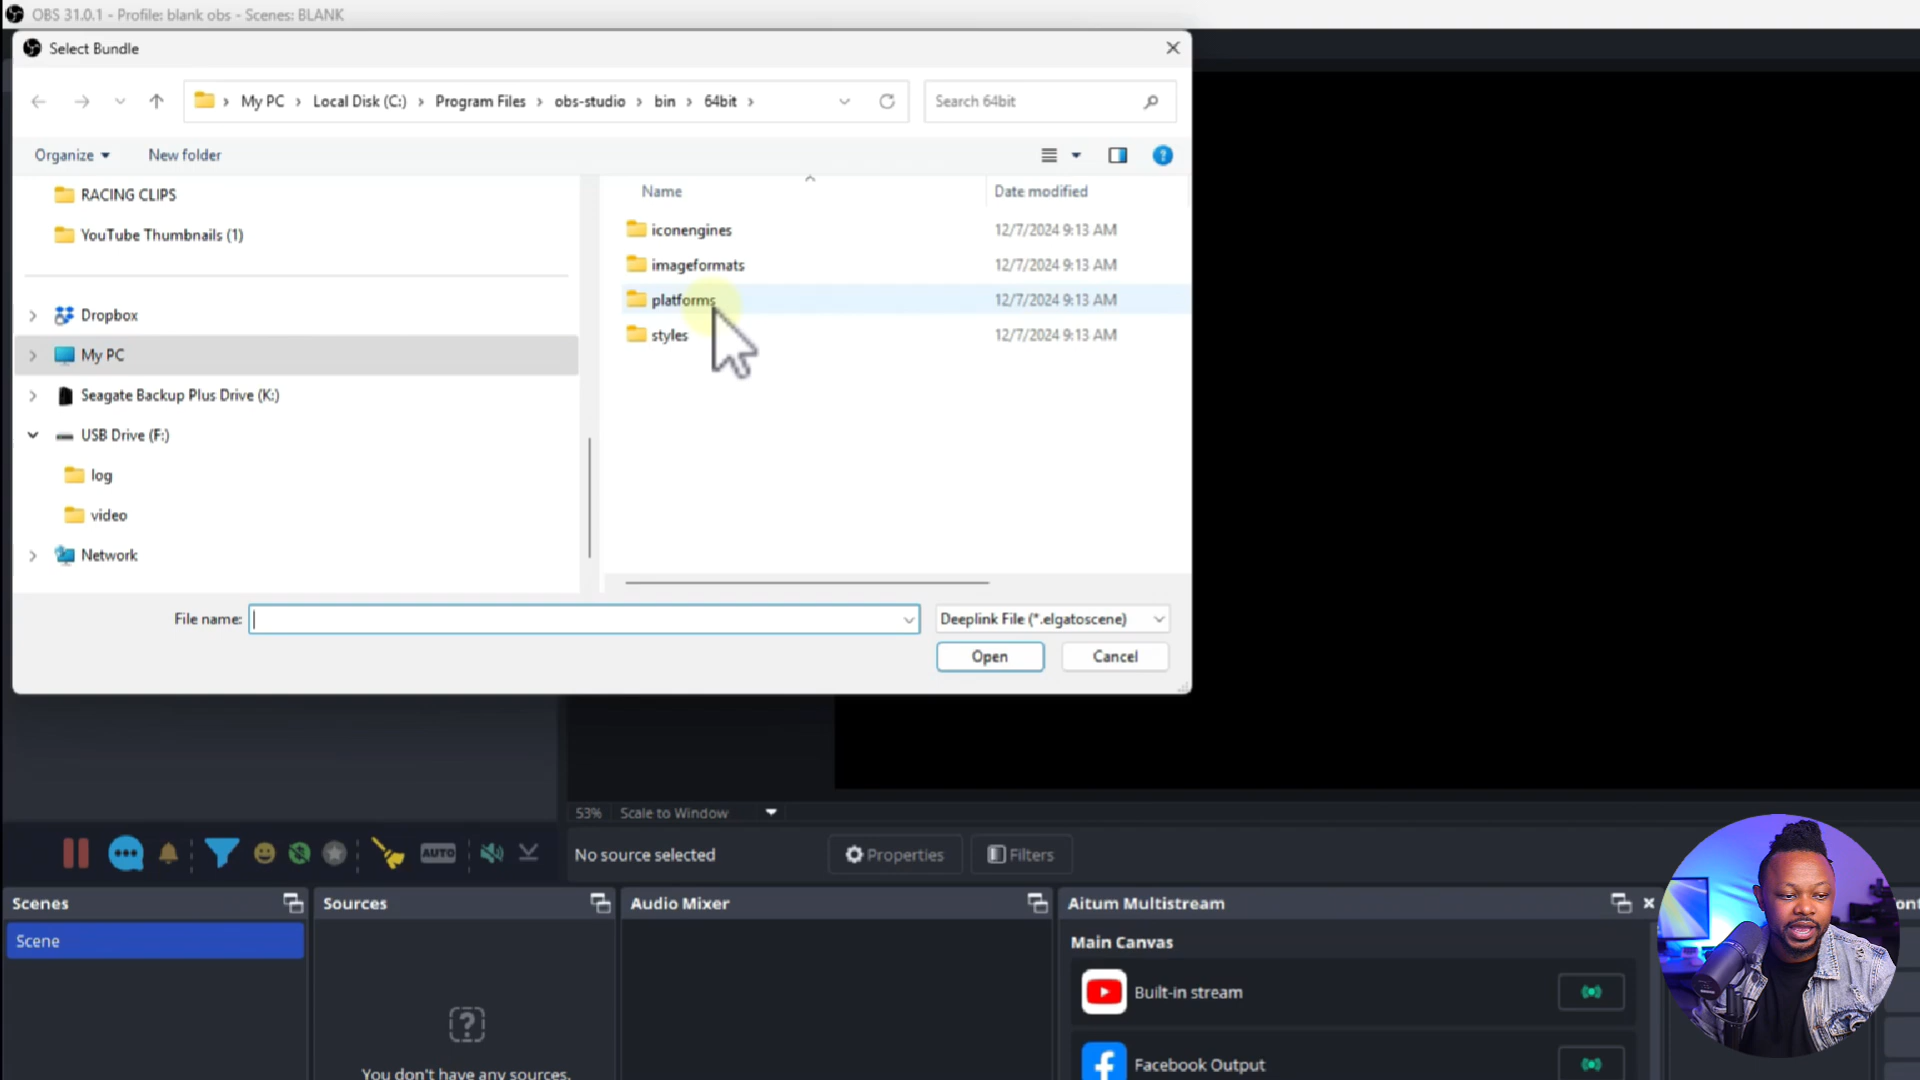 OBS 31.0.1 - Profile: blank obs - Scenes: BLANK
Select Bundle
My PC › Local Disk (C:) › Program Files › obs-studio › bin › 64bit ›
Search 64bit
Organize
New folder
RACING CLIPS
YouTube Thumbnails (1)
Dropbox
My PC
Seagate Backup Plus Drive (K:)
USB Drive (F:)
log
video
Network
Name
Date modified
iconengines
12/7/2024 9:13 AM
imageformats
12/7/2024 9:13 AM
platforms
12/7/2024 9:13 AM
styles
12/7/2024 9:13 AM
File name:
Deeplink File (*.elgatoscene)
Open
Cancel
53%
Scale to Window
AUTO
No source selected
Properties
Filters
Scenes
Sources
Audio Mixer
Aitum Multistream
Scene
You don't have any sources.
Main Canvas
Built-in stream
Facebook Output